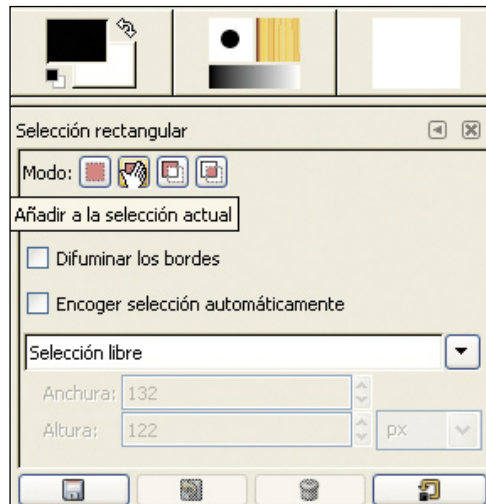 Selección rectangular
Modo:
Añadir a la selección actual
Difuminar los bordes
Encoger selección automáticamente
Selección libre
Anchura: 132
Altura: 122 px